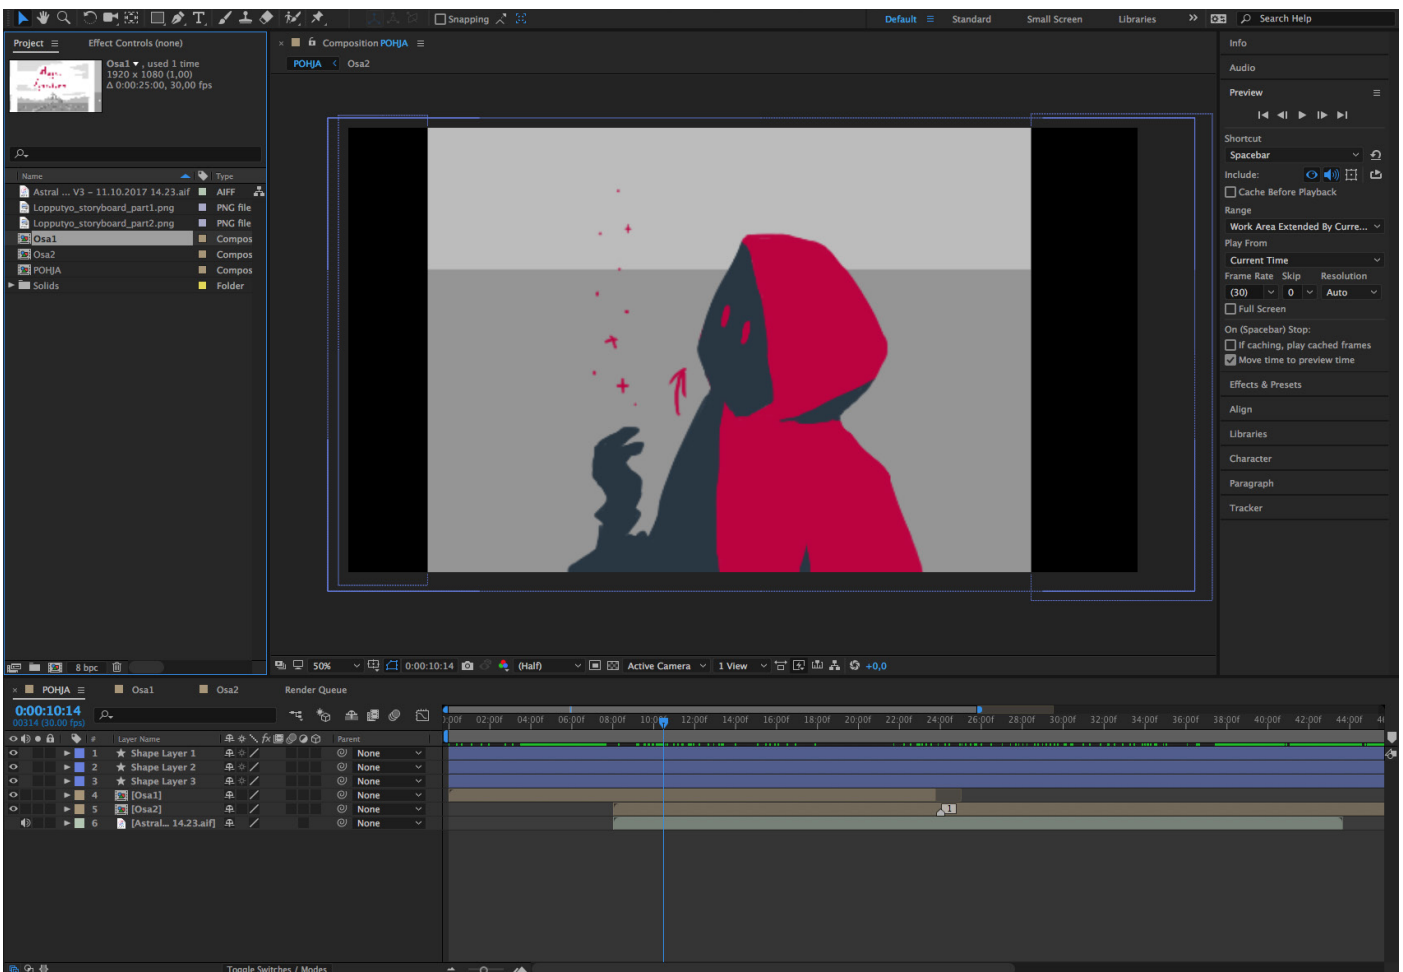 Snapping
Default
Standard
Small Screen
Libraries
Search Help
Project
Effect Controls (none)
Composition POHJA
Info
POHJA
Osa2
Osa1 , used 1 time
1920 x 1080 (1,00)
Δ 0:00:25:00, 30,00 fps
Audio
Preview
Shortcut
Spacebar
Include:
Cache Before Playback
Range
Work Area Extended By Curre...
Play From
Current Time
Frame Rate Skip Resolution
(30) 0 Auto
Full Screen
On (Spacebar) Stop:
If caching, play cached frames
Move time to preview time
Effects & Presets
Align
Libraries
Character
Paragraph
Tracker
Name Type
Astral ... V3 – 11.10.2017 14.23.aif AIFF
Lopputyo_storyboard_part1.png PNG file
Lopputyo_storyboard_part2.png PNG file
Osa1 Compos
Osa2 Compos
POHJA Compos
Solids Folder
8 bpc
50% 0:00:10:14 (Half) Active Camera 1 View +0,0
POHJA Osa1 Osa2 Render Queue
0:00:10:14
00314 (30.00 fps)
02:00f 04:00f 06:00f 08:00f 12:00f 14:00f 16:00f 18:00f 20:00f 22:00f 24:00f 26:00f 28:00f 30:00f 32:00f 34:00f 36:00f 38:00f 40:00f 42:00f 44:00f
# Layer Name fx Parent
1 Shape Layer 1 None
2 Shape Layer 2 None
3 Shape Layer 3 None
4 [Osa1] None
5 [Osa2] None
1
6 [Astral... 14.23.aif] None
Toggle Switches / Modes